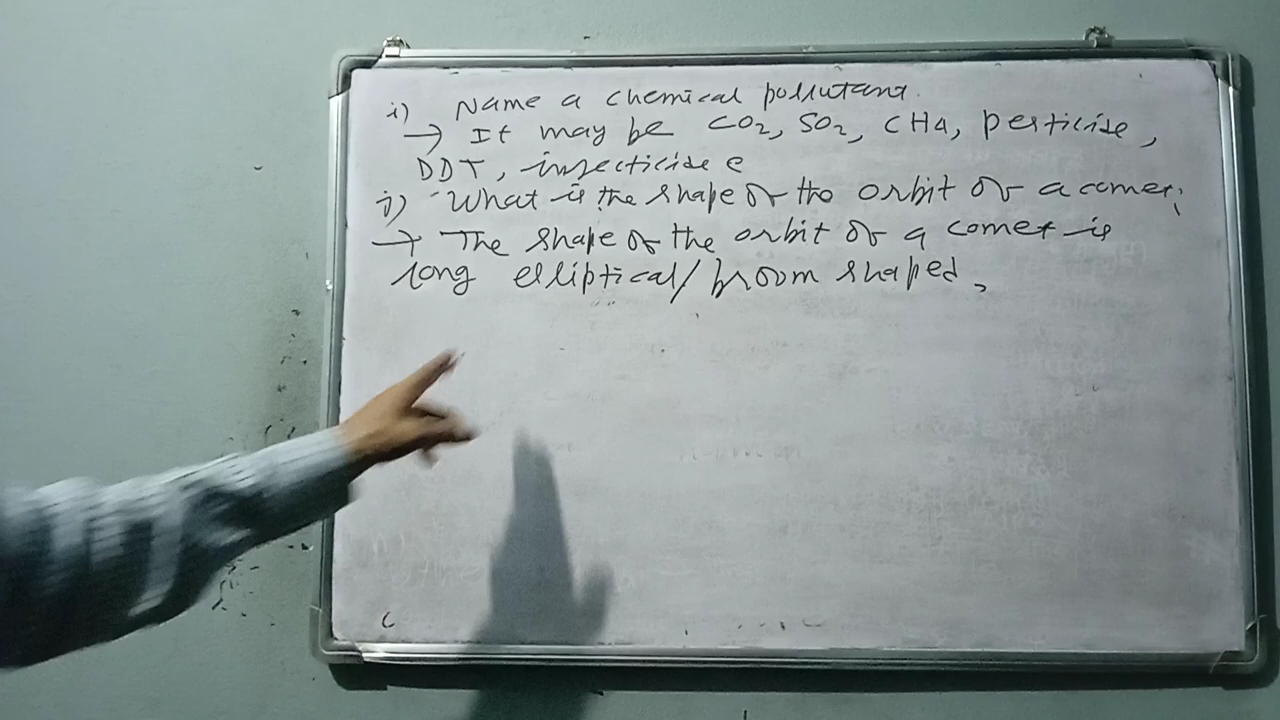 i) Name a chemical pollutant.
→ It may be CO2, SO2, CH4, pesticide,
DDT, insecticide e
j) What is the shape of the orbit of a comet.
→ The shape of the orbit of a comet is
long elliptical/broom shaped,